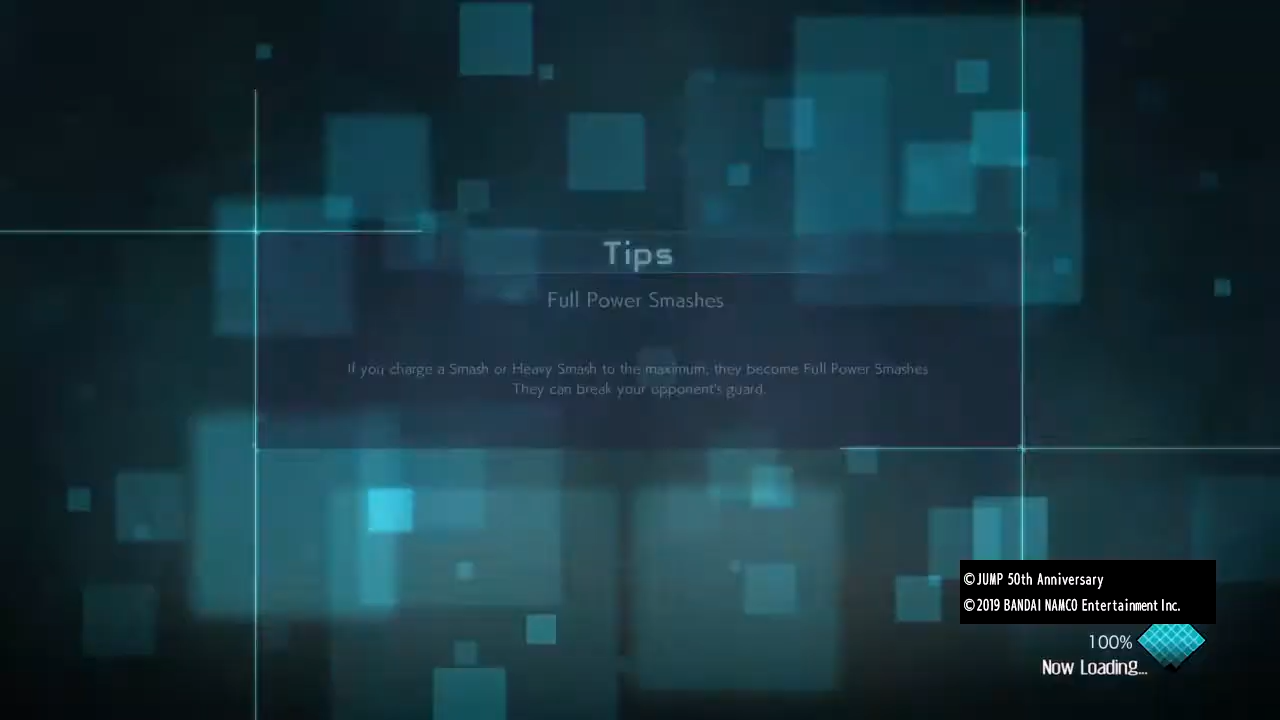 Tips
Full Power Smashes
If you charge a Smash or Heavy Smash to the maximum, they become Full Power Smashes
They can break your opponent's guard.
©JUMP 50th Anniversary
©2019 BANDAI NAMCO Entertainment Inc.
100%
Now Loading...